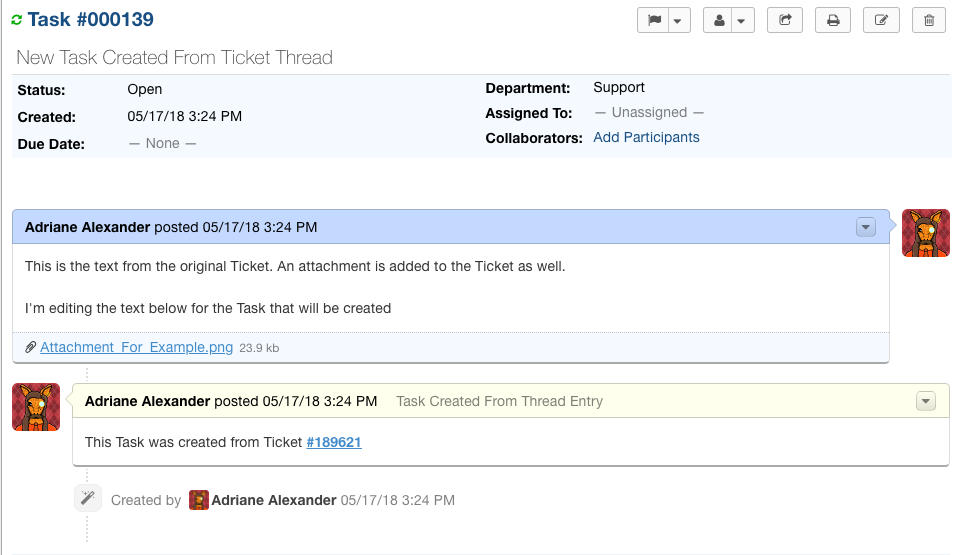 Task #000139
New Task Created From Ticket Thread
Status: Open
Created: 05/17/18 3:24 PM
Due Date: — None —
Department: Support
Assigned To: — Unassigned —
Collaborators: Add Participants
Adriane Alexander posted 05/17/18 3:24 PM
This is the text from the original Ticket. An attachment is added to the Ticket as well.
I'm editing the text below for the Task that will be created
Attachment_For_Example.png 23.9 kb
Adriane Alexander posted 05/17/18 3:24 PM Task Created From Thread Entry
This Task was created from Ticket #189621
Created by Adriane Alexander 05/17/18 3:24 PM